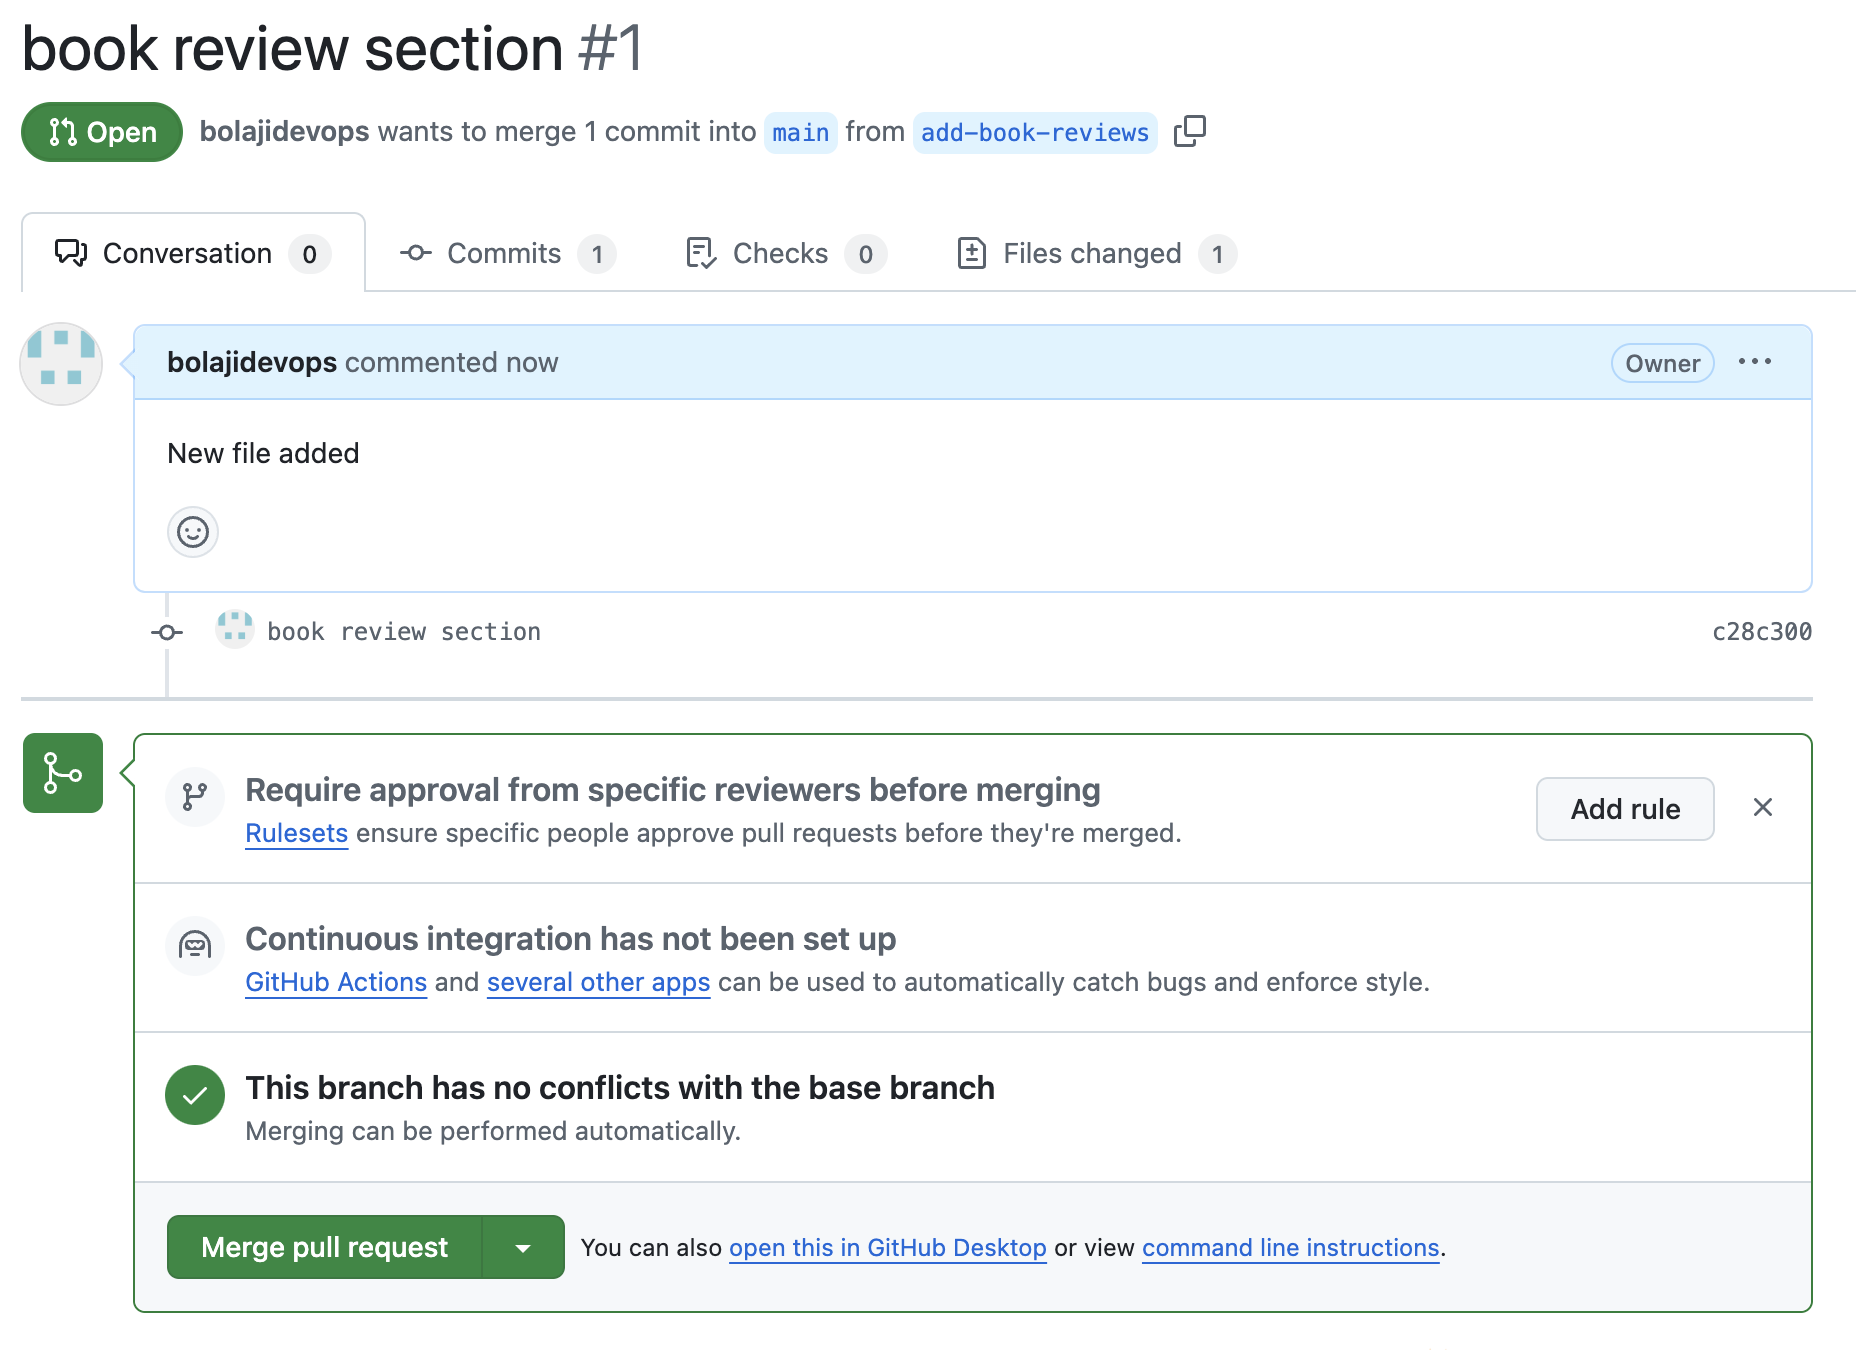 book review section #1
Open bolajidevops wants to merge 1 commit into main from add-book-reviews
Conversation 0 Commits 1 Checks 0 Files changed 1
bolajidevops commented now Owner
New file added
book review section c28c300
Require approval from specific reviewers before merging
Rulesets ensure specific people approve pull requests before they're merged.
Add rule
Continuous integration has not been set up
GitHub Actions and several other apps can be used to automatically catch bugs and enforce style.
This branch has no conflicts with the base branch
Merging can be performed automatically.
Merge pull request You can also open this in GitHub Desktop or view command line instructions.